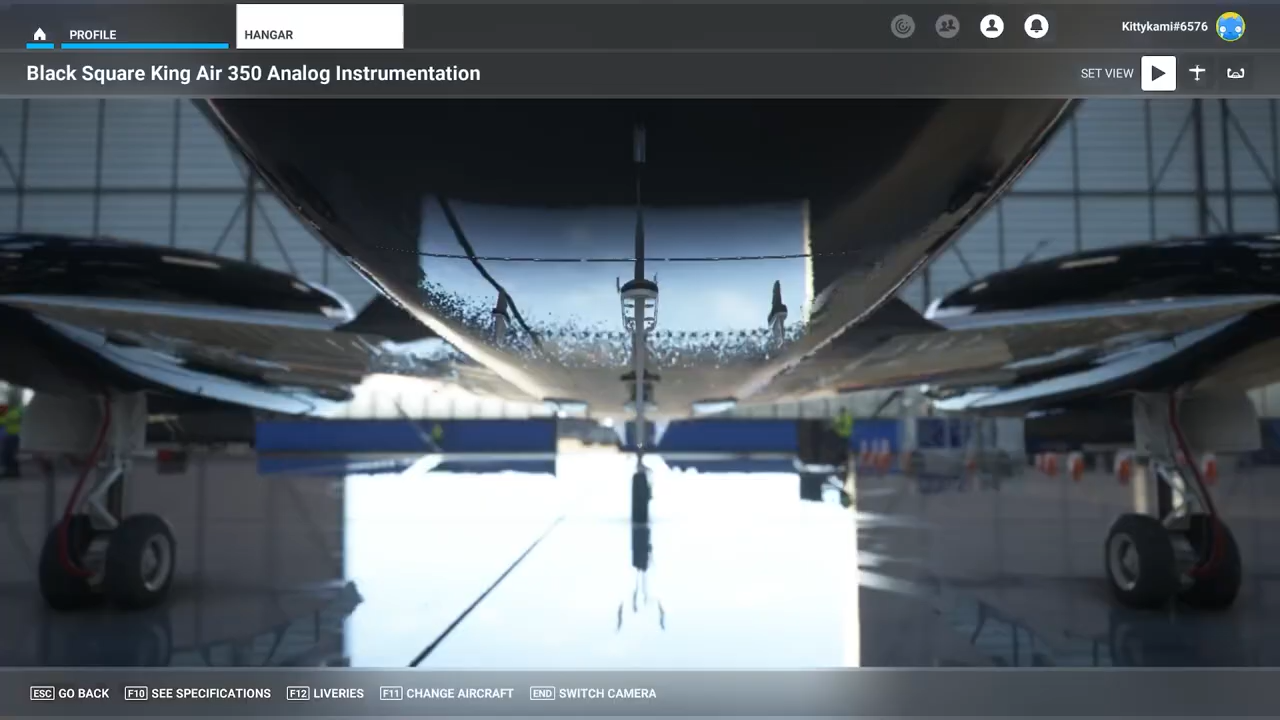 PROFILE
HANGAR
Kittykami#6576
Black Square King Air 350 Analog Instrumentation
SET VIEW
ESC GO BACK F10 SEE SPECIFICATIONS F12 LIVERIES F11 CHANGE AIRCRAFT END SWITCH CAMERA